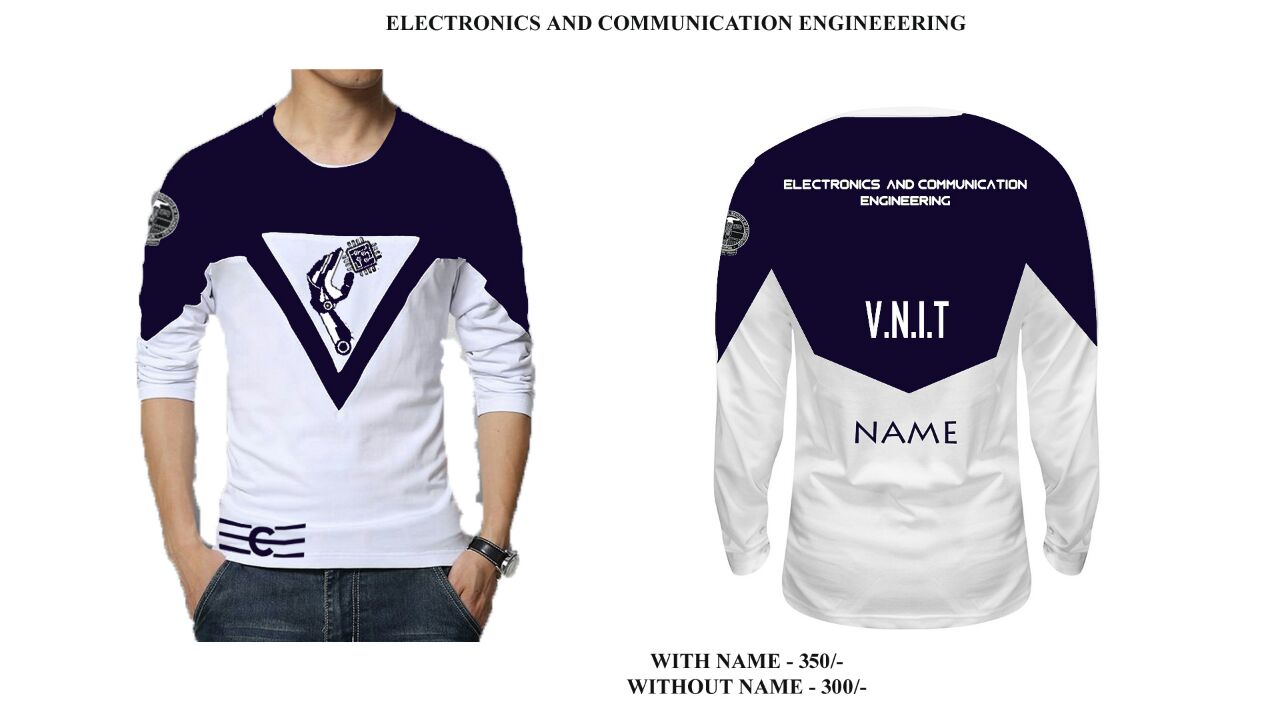 ELECTRONICS AND COMMUNICATION ENGINEEERING
ELECTRONICS AND COMMUNICATION
ENGINEERING
V.N.I.T
NAME
C
WITH NAME - 350/-
WITHOUT NAME - 300/-